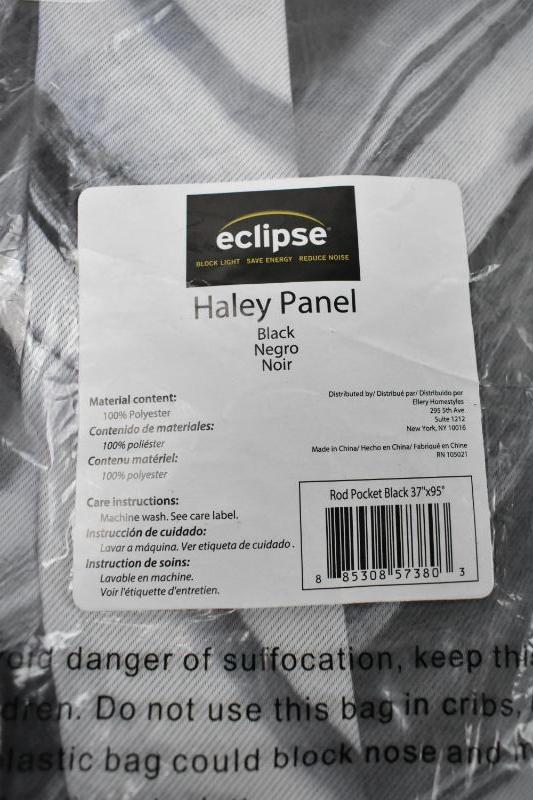 eclipse®
BLOCK LIGHT SAVE ENERGY REDUCE NOISE
Haley Panel
Black
Negro
Noir
Material content:
100% Polyester
Contenido de materiales:
100% poliéster
Contenu matériel:
100% polyester
Care instructions:
Machine wash. See care label.
Instrucción de cuidado:
Lavar a máquina. Ver etiqueta de cuidado.
Instruction de soins:
Lavable en machine.
Voir l'étiquette d'entretien.
Distributed by/ Distribué par/ Distribuido por
Ellery Homestyles
295 5th Ave
Suite 1212
New York, NY 10016
Made in China/ Hecho en China/ Fabriqué en Chine
RN 105021
Rod Pocket Black 37"x95"
8 85308 57380 3
danger of suffocation, keep
Do not use this bag in cribs,
plastic bag could block nose and